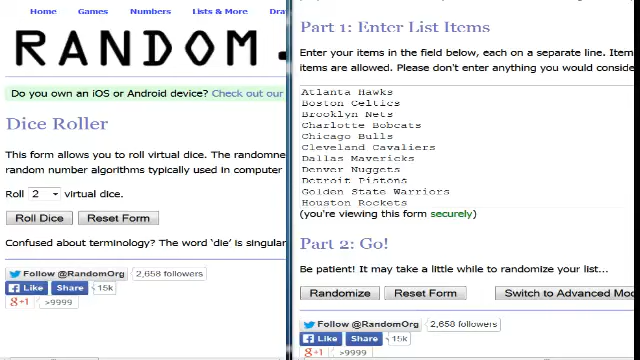 Home Games Numbers Lists & More Dra
RANDOM.
Do you own an iOS or Android device? Check out our
Dice Roller
This form allows you to roll virtual dice. The randomne
random number algorithms typically used in computer
Roll 2 virtual dice.
Roll Dice Reset Form
Confused about terminology? The word ‘die’ is singular
Follow @RandomOrg 2,658 followers
Like Share 15k
g+1 >9999
Part 1: Enter List Items
Enter your items in the field below, each on a separate line. Item
items are allowed. Please don't enter anything you would conside
Atlanta Hawks
Boston Celtics
Brooklyn Nets
Charlotte Bobcats
Chicago Bulls
Cleveland Cavaliers
Dallas Mavericks
Denver Nuggets
Detroit Pistons
Golden State Warriors
Houston Rockets
(you're viewing this form securely)
Part 2: Go!
Be patient! It may take a little while to randomize your list...
Randomize Reset Form Switch to Advanced Mod
Follow @RandomOrg 2,658 followers
Like Share 15k
g+1 >9999